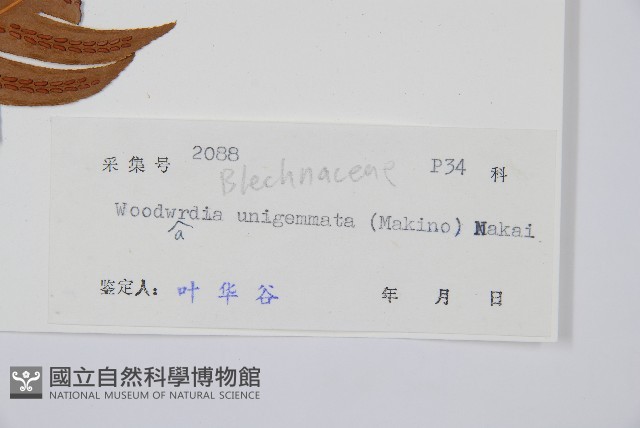 采集号 2088 P34 科
Blechnaceae
Woodwrdia unigemmata (Makino) Nakai
a
鉴定人: 叶华谷 年 月 日
國立自然科學博物館
NATIONAL MUSEUM OF NATURAL SCIENCE